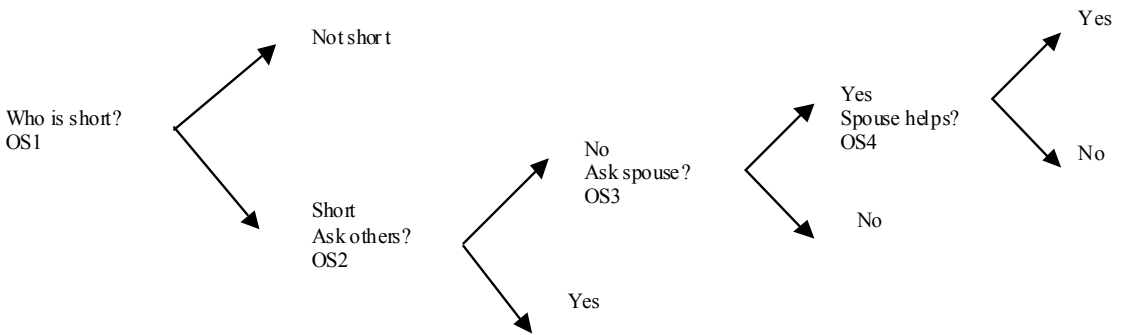 Not short
Who is short?
OS1
Short
Ask others?
OS2
No
Ask spouse?
OS3
Yes
Yes
Spouse helps?
OS4
No
Yes
No